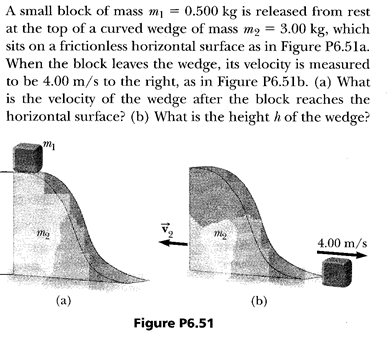 A small block of mass m₁ = 0.500 kg is released from rest
at the top of a curved wedge of mass m₂ = 3.00 kg, which
sits on a frictionless horizontal surface as in Figure P6.51a.
When the block leaves the wedge, its velocity is measured
to be 4.00 m/s to the right, as in Figure P6.51b. (a) What
is the velocity of the wedge after the block reaches the
horizontal surface? (b) What is the height h of the wedge?
m₁
m₂
v⃗₂
m₂
4.00 m/s
(a)
(b)
Figure P6.51